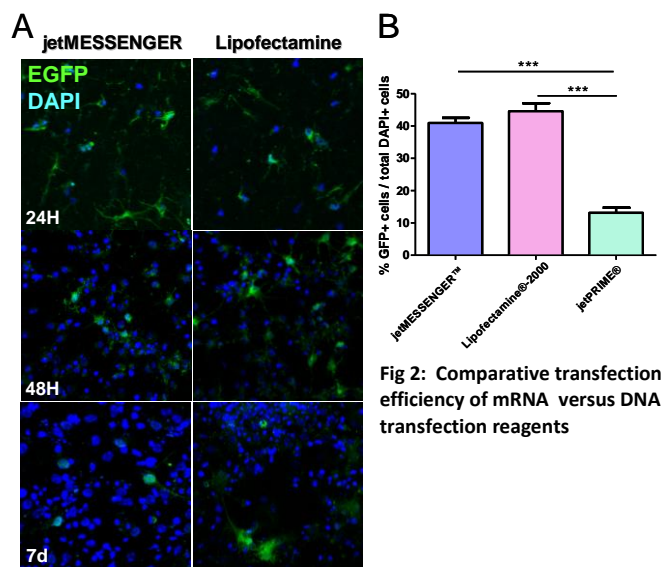 A
jetMESSENGER
Lipofectamine
EGFP
DAPI
24H
48H
7d
B
***
***
% GFP+ cells / total DAPI+ cells
50
40
30
20
10
0
jetMESSENGER™
Lipofectamine®-2000
jetPRIME®
Fig 2: Comparative transfection
efficiency of mRNA versus DNA
transfection reagents